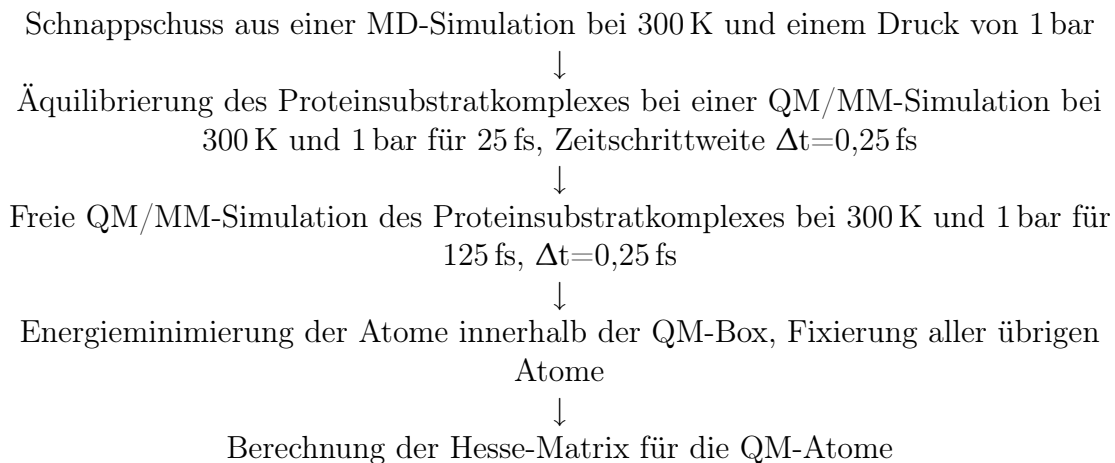 Schnappschuss aus einer MD-Simulation bei 300 K und einem Druck von 1 bar
↓
Äquilibrierung des Proteinsubstratkomplexes bei einer QM/MM-Simulation bei
300 K und 1 bar für 25 fs, Zeitschrittweite Δt=0,25 fs
↓
Freie QM/MM-Simulation des Proteinsubstratkomplexes bei 300 K und 1 bar für
125 fs, Δt=0,25 fs
↓
Energieminimierung der Atome innerhalb der QM-Box, Fixierung aller übrigen
Atome
↓
Berechnung der Hesse-Matrix für die QM-Atome